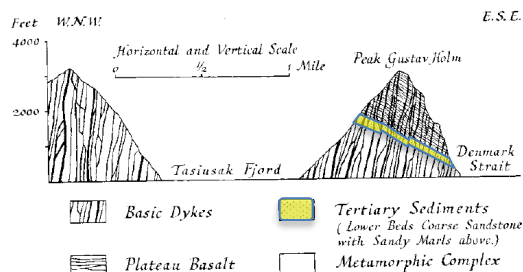 Feet W.N.W. E.S.E.
4000
Horizontal and Vertical Scale
0 1/2 1 Mile
Peak Gustav Holm
2000
Tasiusak Fjord
Denmark
Strait
Basic Dykes
Tertiary Sediments
( Lower Beds Coarse Sandstone
with Sandy Marls above.)
Plateau Basalt
Metamorphic Complex